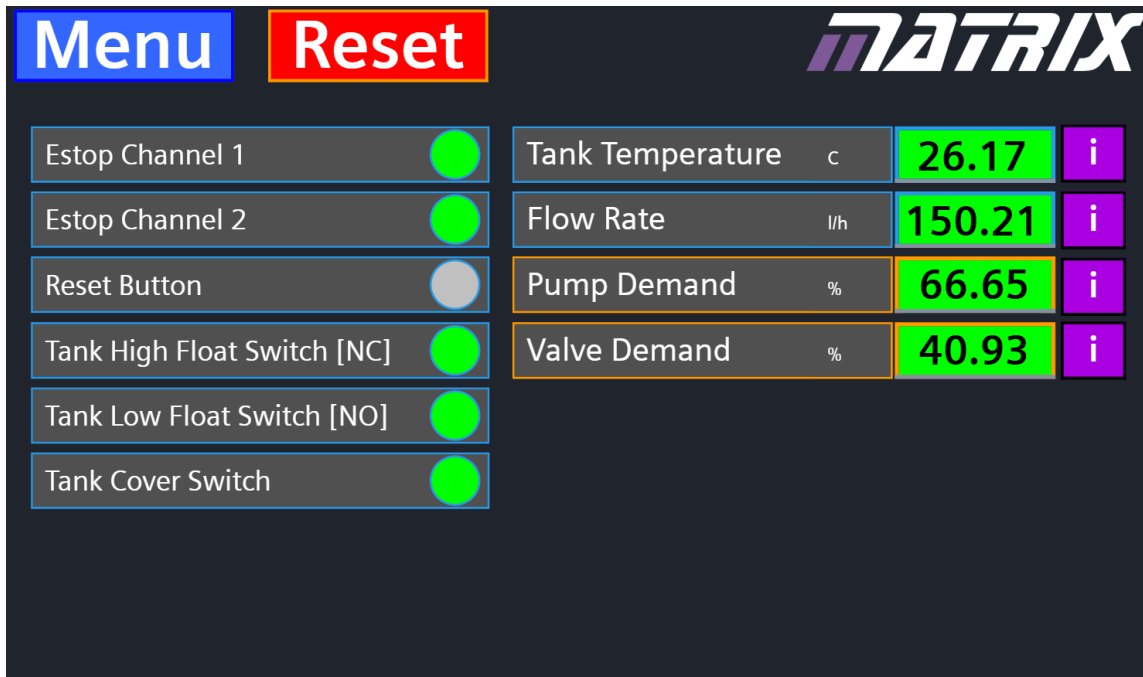 Menu
Reset
MATRIX
Estop Channel 1
Estop Channel 2
Reset Button
Tank High Float Switch [NC]
Tank Low Float Switch [NO]
Tank Cover Switch
Tank Temperature C 26.17 i
Flow Rate l/h 150.21 i
Pump Demand % 66.65 i
Valve Demand % 40.93 i